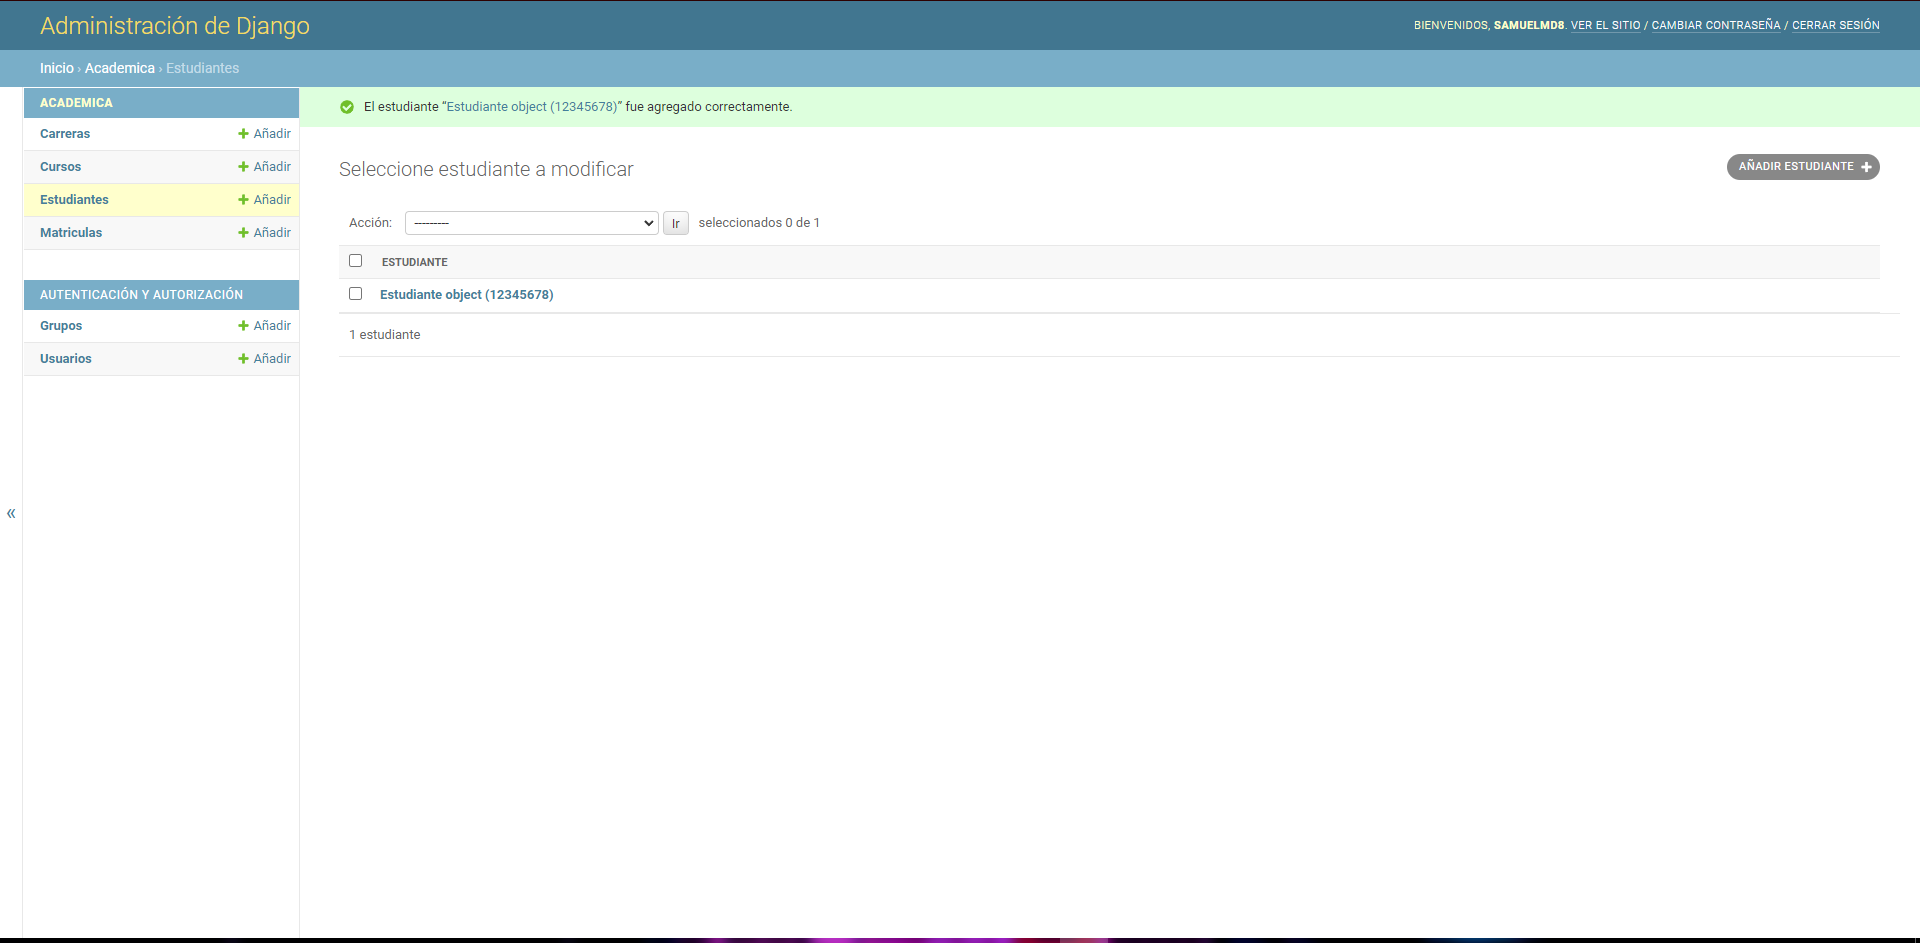 Administración de Django
BIENVENIDOS, SAMUELMD8. VER EL SITIO / CAMBIAR CONTRASEÑA / CERRAR SESIÓN
Inicio › Academica › Estudiantes
ACADEMICA
Carreras Añadir
Cursos Añadir
Estudiantes Añadir
Matriculas Añadir
AUTENTICACIÓN Y AUTORIZACIÓN
Grupos Añadir
Usuarios Añadir
«
El estudiante “Estudiante object (12345678)” fue agregado correctamente.
Seleccione estudiante a modificar
AÑADIR ESTUDIANTE
Acción: --------- Ir seleccionados 0 de 1
ESTUDIANTE
Estudiante object (12345678)
1 estudiante